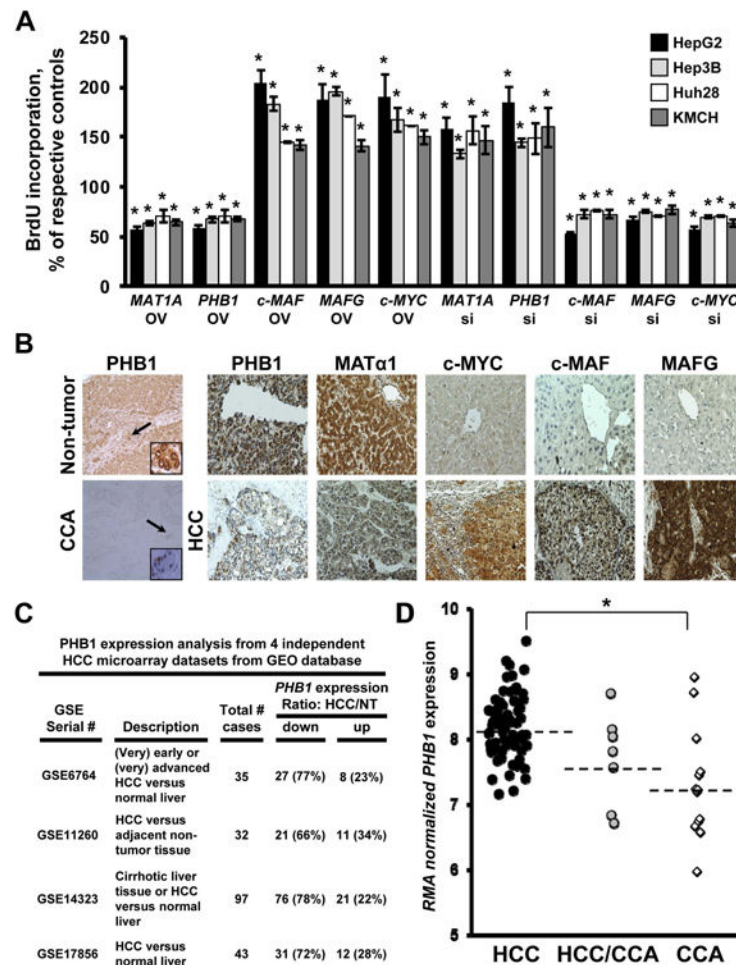 A
BrdU incorporation,
% of respective controls
250
200
150
100
50
0
HepG2
Hep3B
Huh28
KMCH
* * * * * * * * * * * * * * * * * * * * * * * * * * * * * * * * * * * * * * * *
MAT1A PHB1 c-MAF MAFG c-MYC MAT1A PHB1 c-MAF MAFG c-MYC
OV OV OV OV OV si si si si si
B
PHB1 PHB1 MATα1 c-MYC c-MAF MAFG
Non-tumor
CCA
HCC
C
PHB1 expression analysis from 4 independent
HCC microarray datasets from GEO database
GSE Serial # Description Total # cases PHB1 expression Ratio: HCC/NT
down up
GSE6764 (Very) early or (very) advanced HCC versus normal liver 35 27 (77%) 8 (23%)
GSE11260 HCC versus adjacent non-tumor tissue 32 21 (66%) 11 (34%)
GSE14323 Cirrhotic liver tissue or HCC versus normal liver 97 76 (78%) 21 (22%)
GSE17856 HCC versus normal liver 43 31 (72%) 12 (28%)
D
RMA normalized PHB1 expression
10
9
8
7
6
5
*
HCC HCC/CCA CCA